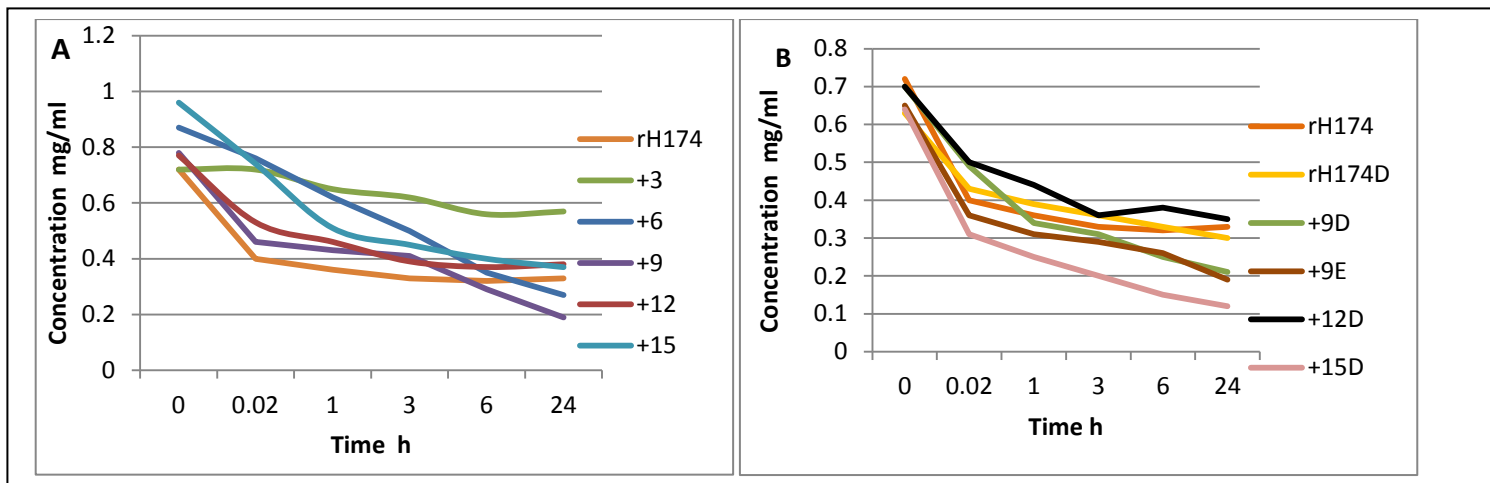 A
Concentration mg/ml
1.2
1
0.8
0.6
0.4
0.2
0
0 0.02 1 3 6 24
Time h
rH174
+3
+6
+9
+12
+15
B
Concentration mg/ml
0.8
0.7
0.6
0.5
0.4
0.3
0.2
0.1
0
0 0.02 1 3 6 24
Time h
rH174
rH174D
+9D
+9E
+12D
+15D